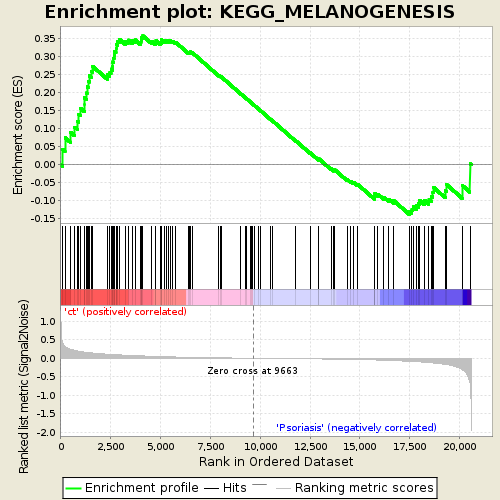 Enrichment plot: KEGG_MELANOGENESIS
Enrichment score (ES)
0.35
0.30
0.25
0.20
0.15
0.10
0.05
0.00
-0.05
-0.10
-0.15
'ct' (positively correlated)
Ranked list metric (Signal2Noise)
1.0
0.5
0.0
-0.5
-1.0
-1.5
-2.0
Zero cross at 9663
'Psoriasis' (negatively correlated)
0 2,500 5,000 7,500 10,000 12,500 15,000 17,500 20,000
Rank in Ordered Dataset
Enrichment profile Hits Ranking metric scores